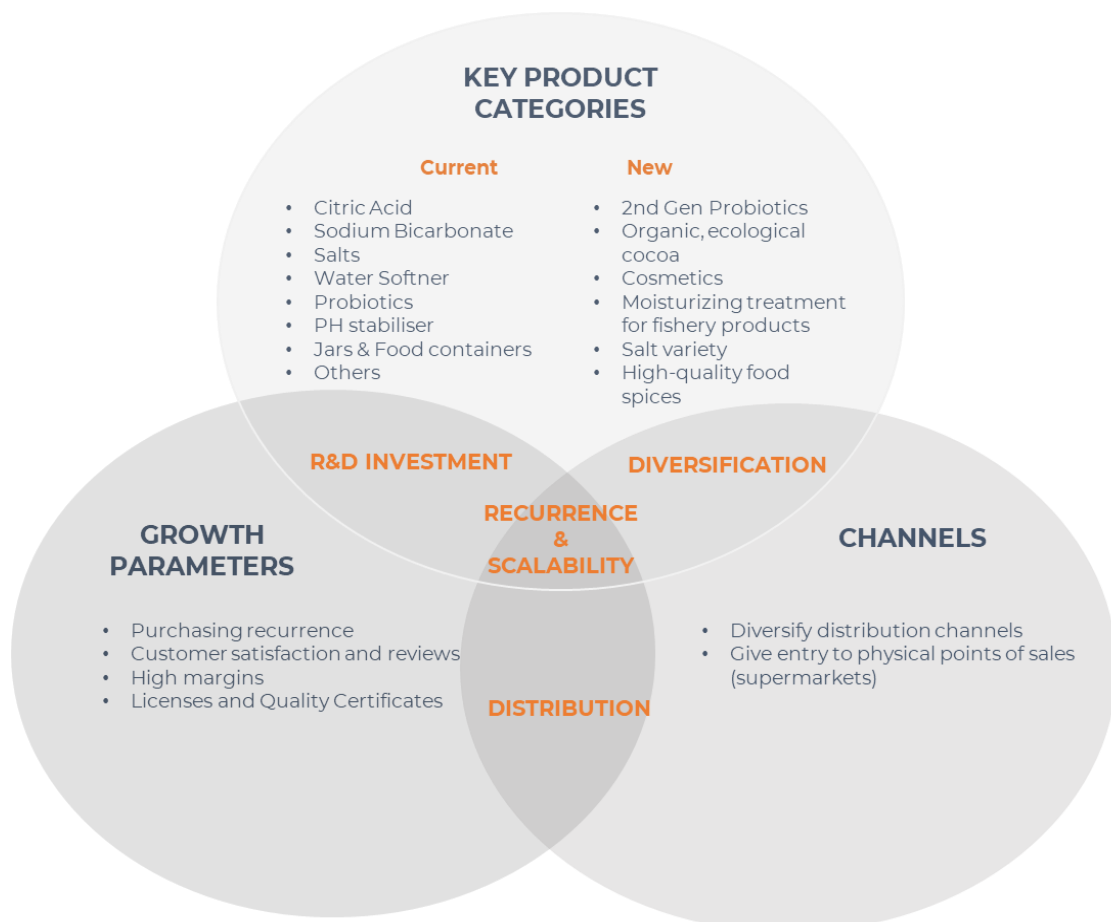 KEY PRODUCT
CATEGORIES
Current
• Citric Acid
• Sodium Bicarbonate
• Salts
• Water Softner
• Probiotics
• PH stabiliser
• Jars & Food containers
• Others
New
• 2nd Gen Probiotics
• Organic, ecological
cocoa
• Cosmetics
• Moisturizing treatment
for fishery products
• Salt variety
• High-quality food
spices
R&D INVESTMENT
DIVERSIFICATION
RECURRENCE
&
SCALABILITY
GROWTH
PARAMETERS
• Purchasing recurrence
• Customer satisfaction and reviews
• High margins
• Licenses and Quality Certificates
CHANNELS
• Diversify distribution channels
• Give entry to physical points of sales
(supermarkets)
DISTRIBUTION